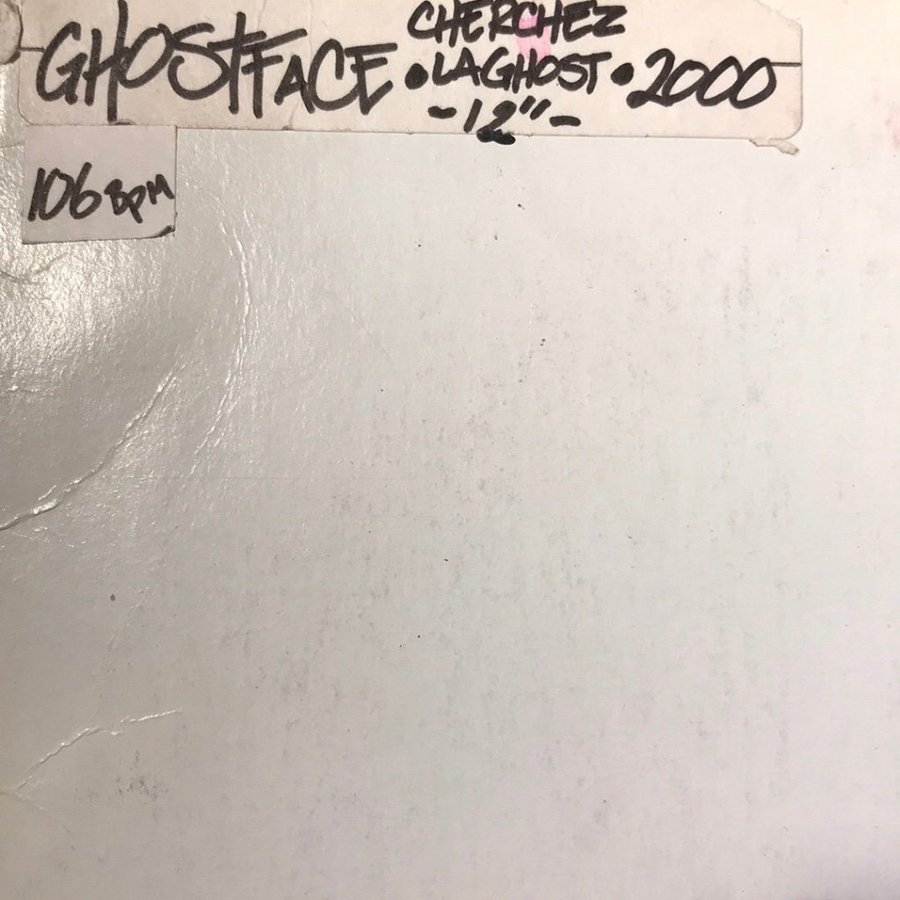 GHOSTFACE • CHERCHEZ LAGHOST • 2000
-12"-
106 BPM